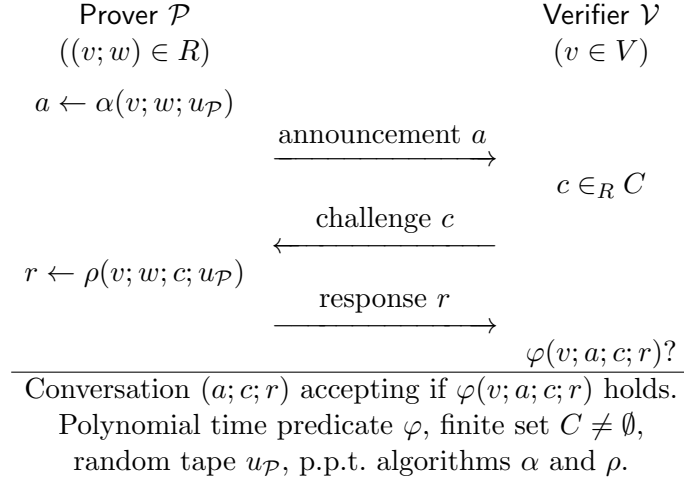 Prover 𝒫 Verifier 𝒱
((v; w) ∈ R) (v ∈ V)
a ← α(v; w; u_𝒫)
announcement a
c ∈_R C
challenge c
r ← ρ(v; w; c; u_𝒫)
response r
φ(v; a; c; r)?
Conversation (a; c; r) accepting if φ(v; a; c; r) holds.
Polynomial time predicate φ, finite set C ≠ ∅,
random tape u_𝒫, p.p.t. algorithms α and ρ.